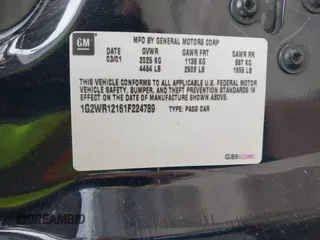 GM
MFD BY GENERAL MOTORS CORP
DATE GVWR GAWR FRT GAWR RR
03/01 2025 KG 1138 KG 887 KG
4464 LB 2509 LB 1955 LB
THIS VEHICLE CONFORMS TO ALL APPLICABLE U.S. FEDERAL MOTOR
VEHICLE SAFETY, BUMPER, AND THEFT PREVENTION STANDARDS
IN EFFECT ON THE DATE OF MANUFACTURE SHOWN ABOVE.
1G2WR12161F224789 TYPE: PASS CAR
DREAMBID